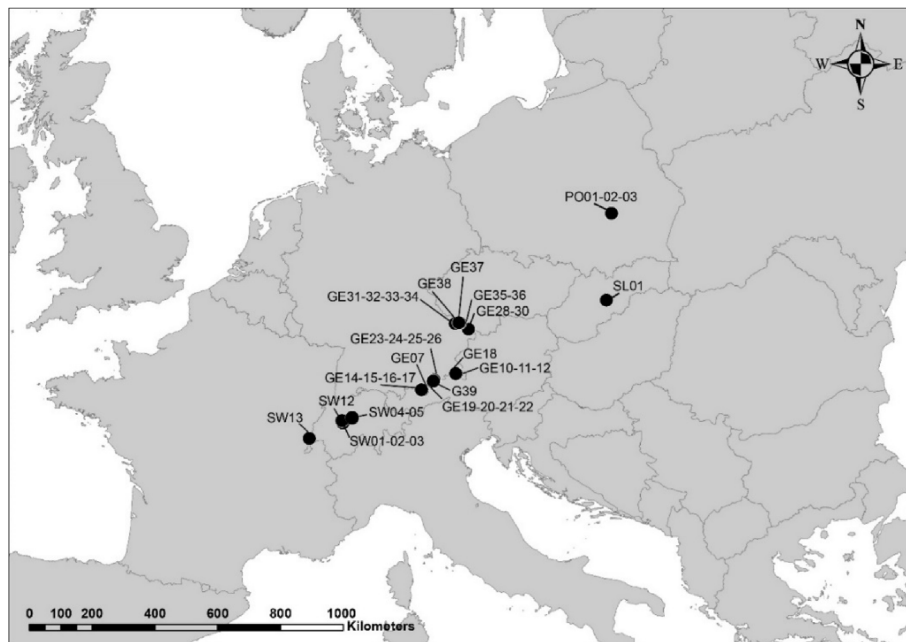 N
W E
S
PO01-02-03
GE37
GE38
SL01
GE31-32-33-34
GE35-36
GE28-30
GE23-24-25-26
GE18
GE07
GE14-15-16-17
GE10-11-12
G39
GE19-20-21-22
SW12
SW04-05
SW13
SW01-02-03
0 100 200 400 600 800 1000
Kilometers